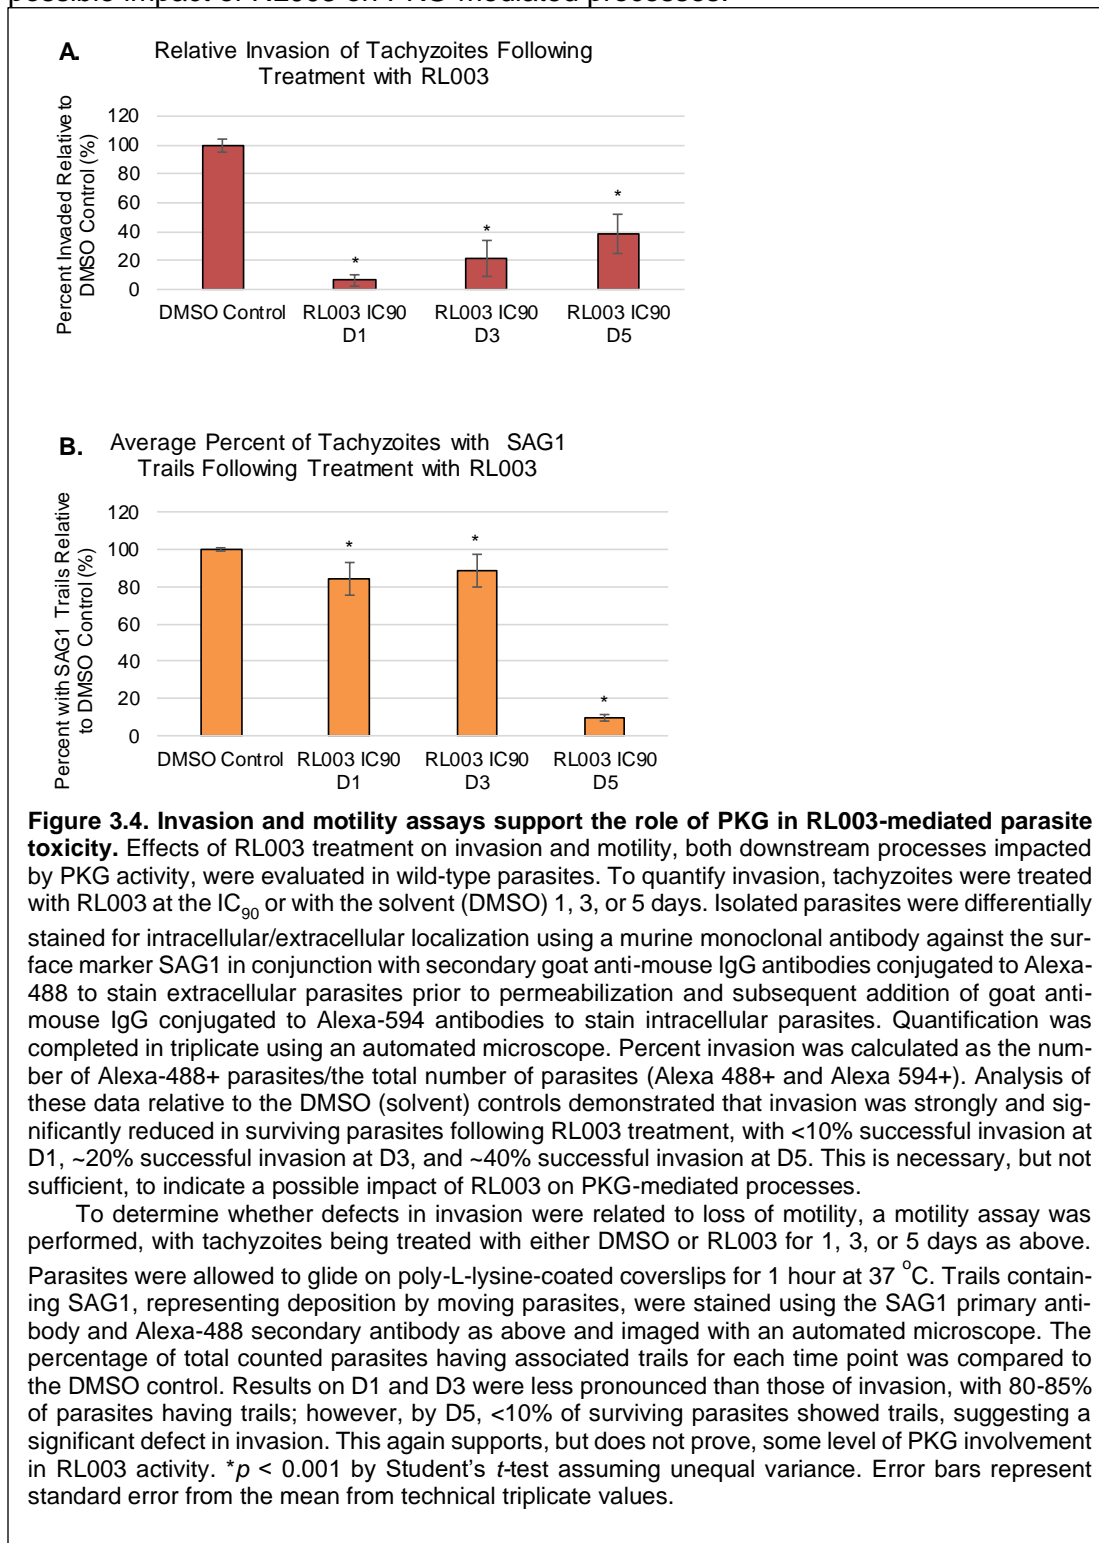 possible impact of RL003 on PKG-mediated processes.
A. Relative Invasion of Tachyzoites Following
Treatment with RL003
Percent Invaded Relative to
DMSO Control (%)
120
100
80
60
40
20
0
*
*
*
DMSO Control RL003 IC90 RL003 IC90 RL003 IC90
D1 D3 D5
B. Average Percent of Tachyzoites with SAG1
Trails Following Treatment with RL003
Percent with SAG1 Trails Relative
to DMSO Control (%)
120
100
80
60
40
20
0
*
*
*
DMSO Control RL003 IC90 RL003 IC90 RL003 IC90
D1 D3 D5
Figure 3.4. Invasion and motility assays support the role of PKG in RL003-mediated parasite
toxicity. Effects of RL003 treatment on invasion and motility, both downstream processes impacted
by PKG activity, were evaluated in wild-type parasites. To quantify invasion, tachyzoites were treated
with RL003 at the IC90 or with the solvent (DMSO) 1, 3, or 5 days. Isolated parasites were differentially
stained for intracellular/extracellular localization using a murine monoclonal antibody against the sur-
face marker SAG1 in conjunction with secondary goat anti-mouse IgG antibodies conjugated to Alexa-
488 to stain extracellular parasites prior to permeabilization and subsequent addition of goat anti-
mouse IgG conjugated to Alexa-594 antibodies to stain intracellular parasites. Quantification was
completed in triplicate using an automated microscope. Percent invasion was calculated as the num-
ber of Alexa-488+ parasites/the total number of parasites (Alexa 488+ and Alexa 594+). Analysis of
these data relative to the DMSO (solvent) controls demonstrated that invasion was strongly and sig-
nificantly reduced in surviving parasites following RL003 treatment, with <10% successful invasion at
D1, ~20% successful invasion at D3, and ~40% successful invasion at D5. This is necessary, but not
sufficient, to indicate a possible impact of RL003 on PKG-mediated processes.
To determine whether defects in invasion were related to loss of motility, a motility assay was
performed, with tachyzoites being treated with either DMSO or RL003 for 1, 3, or 5 days as above.
Parasites were allowed to glide on poly-L-lysine-coated coverslips for 1 hour at 37 °C. Trails contain-
ing SAG1, representing deposition by moving parasites, were stained using the SAG1 primary anti-
body and Alexa-488 secondary antibody as above and imaged with an automated microscope. The
percentage of total counted parasites having associated trails for each time point was compared to
the DMSO control. Results on D1 and D3 were less pronounced than those of invasion, with 80-85%
of parasites having trails; however, by D5, <10% of surviving parasites showed trails, suggesting a
significant defect in invasion. This again supports, but does not prove, some level of PKG involvement
in RL003 activity. *p < 0.001 by Student's t-test assuming unequal variance. Error bars represent
standard error from the mean from technical triplicate values.